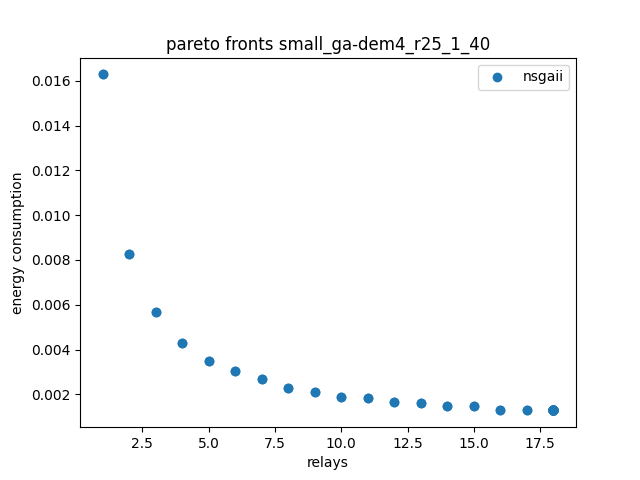 pareto fronts small_ga-dem4_r25_1_40
nsgaii
0.016
0.014
0.012
0.010
0.008
0.006
0.004
0.002
energy consumption
2.5 5.0 7.5 10.0 12.5 15.0 17.5
relays